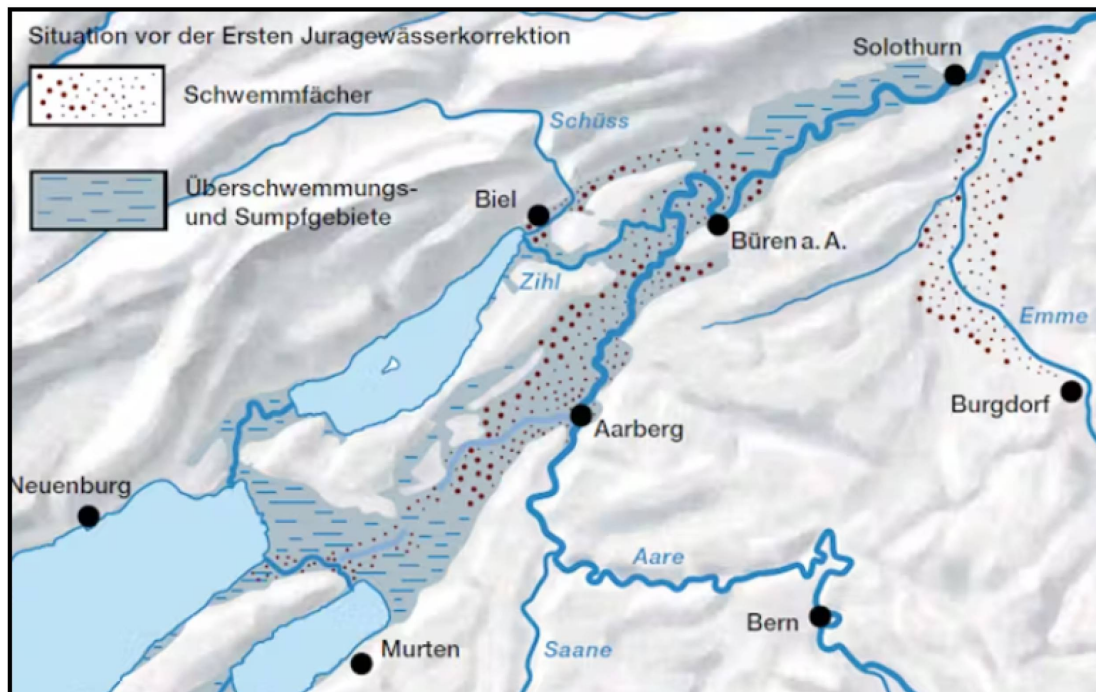 Situation vor der Ersten Juragewässerkorrektion
Schwemmfächer
Überschwemmungs-
und Sumpfgebiete
Solothurn
Schüss
Biel
Büren a. A.
Zihl
Emme
Burgdorf
Aarberg
Neuenburg
Aare
Bern
Murten
Saane